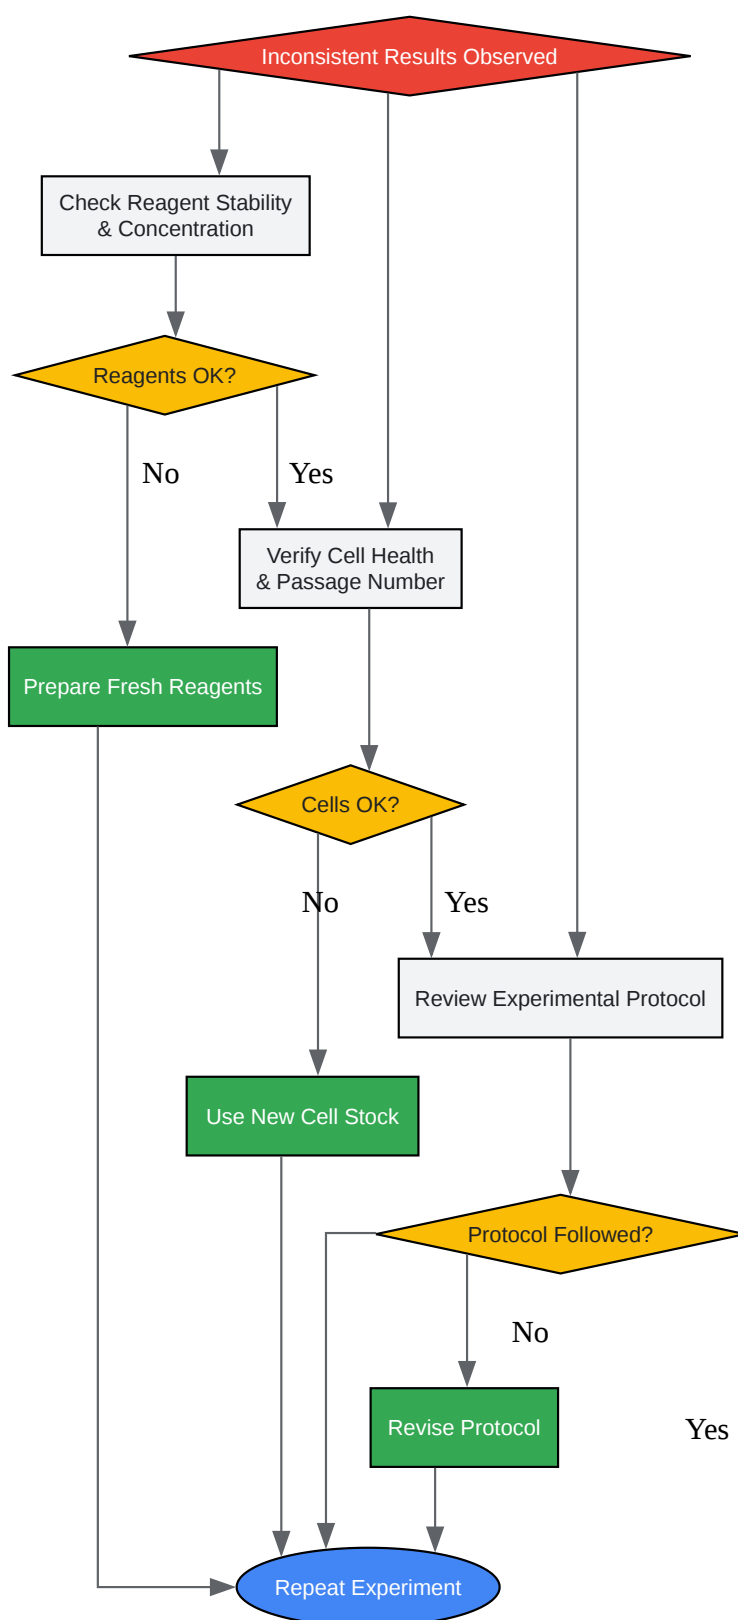 Inconsistent Results Observed
Check Reagent Stability
& Concentration
Reagents OK?
No
Yes
Verify Cell Health
& Passage Number
Prepare Fresh Reagents
Cells OK?
No
Yes
Review Experimental Protocol
Use New Cell Stock
Protocol Followed?
No
Revise Protocol
Yes
Repeat Experiment